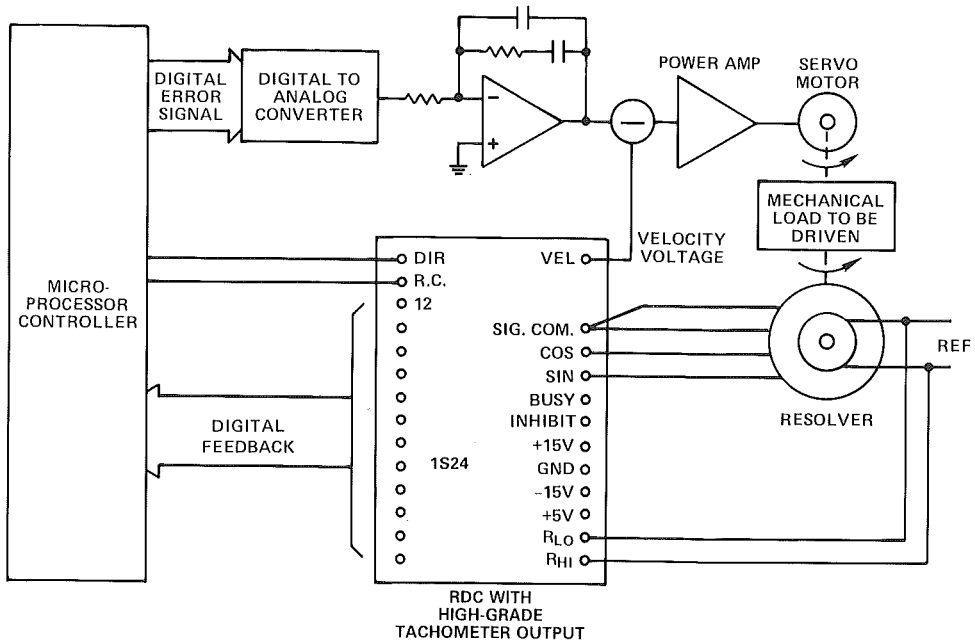 DIGITAL
ERROR
SIGNAL
DIGITAL TO
ANALOG
CONVERTER
−
+
−
POWER AMP
SERVO
MOTOR
MECHANICAL
LOAD TO BE
DRIVEN
VELOCITY
VOLTAGE
MICRO-
PROCESSOR
CONTROLLER
DIR
R.C.
12
VEL
SIG. COM.
COS
SIN
BUSY
INHIBIT
+15V
GND
−15V
+5V
RLO
RHI
1S24
DIGITAL
FEEDBACK
REF
RESOLVER
RDC WITH
HIGH-GRADE
TACHOMETER OUTPUT